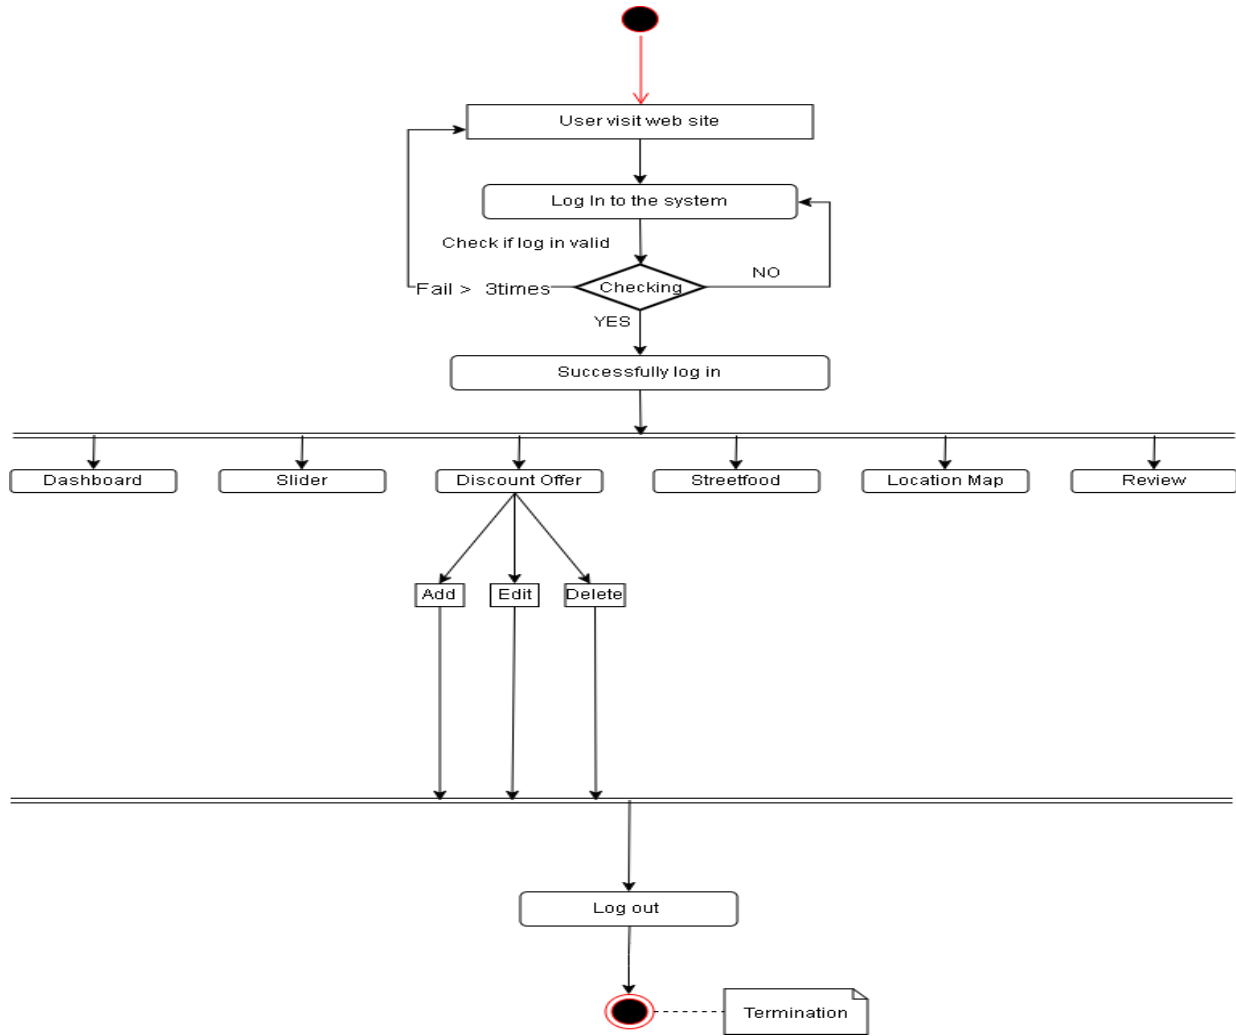 User visit web site
Log In to the system
Check if log in valid
NO
Fail > 3times
Checking
YES
Successfully log in
Dashboard
Slider
Discount Offer
Streetfood
Location Map
Review
Add
Edit
Delete
Log out
Termination